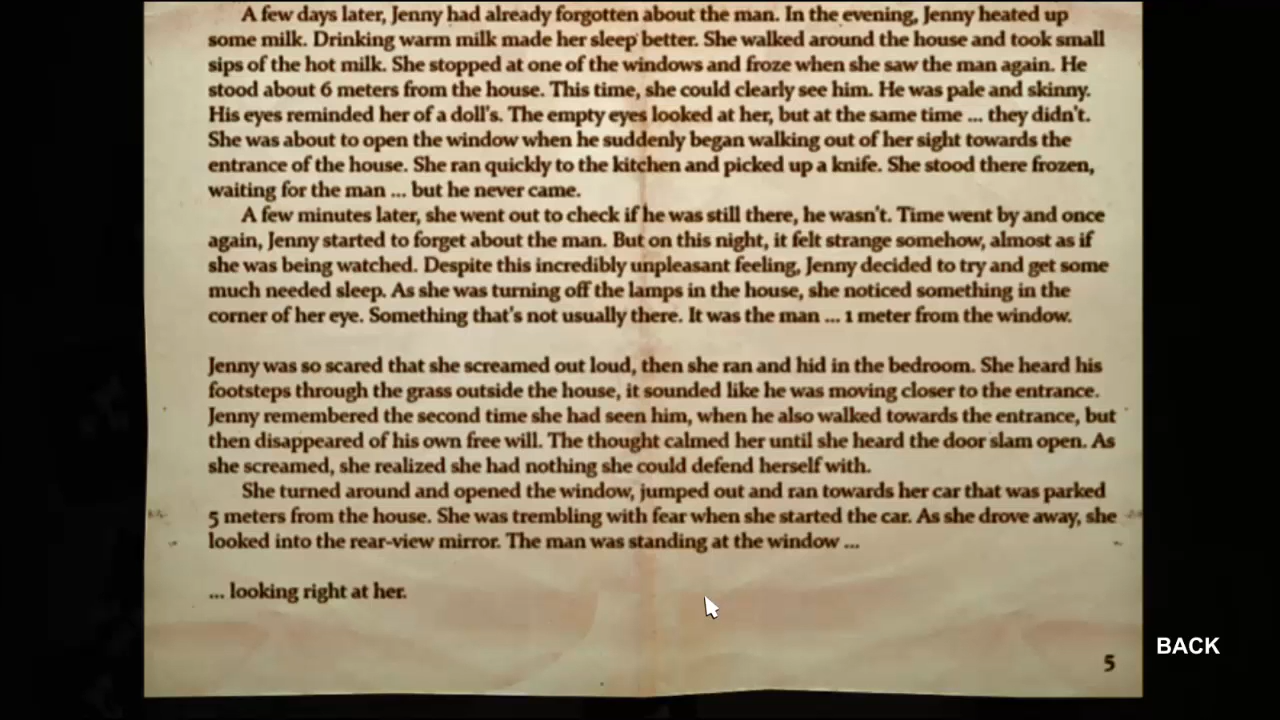 A few days later, Jenny had already forgotten about the man. In the evening, Jenny heated up
some milk. Drinking warm milk made her sleep better. She walked around the house and took small
sips of the hot milk. She stopped at one of the windows and froze when she saw the man again. He
stood about 6 meters from the house. This time, she could clearly see him. He was pale and skinny.
His eyes reminded her of a doll's. The empty eyes looked at her, but at the same time ... they didn't.
She was about to open the window when he suddenly began walking out of her sight towards the
entrance of the house. She ran quickly to the kitchen and picked up a knife. She stood there frozen,
waiting for the man ... but he never came.
A few minutes later, she went out to check if he was still there, he wasn't. Time went by and once
again, Jenny started to forget about the man. But on this night, it felt strange somehow, almost as if
she was being watched. Despite this incredibly unpleasant feeling, Jenny decided to try and get some
much needed sleep. As she was turning off the lamps in the house, she noticed something in the
corner of her eye. Something that's not usually there. It was the man ... 1 meter from the window.
Jenny was so scared that she screamed out loud, then she ran and hid in the bedroom. She heard his
footsteps through the grass outside the house, it sounded like he was moving closer to the entrance.
Jenny remembered the second time she had seen him, when he also walked towards the entrance, but
then disappeared of his own free will. The thought calmed her until she heard the door slam open. As
she screamed, she realized she had nothing she could defend herself with.
She turned around and opened the window, jumped out and ran towards her car that was parked
5 meters from the house. She was trembling with fear when she started the car. As she drove away, she
looked into the rear-view mirror. The man was standing at the window ...
... looking right at her.
BACK
5